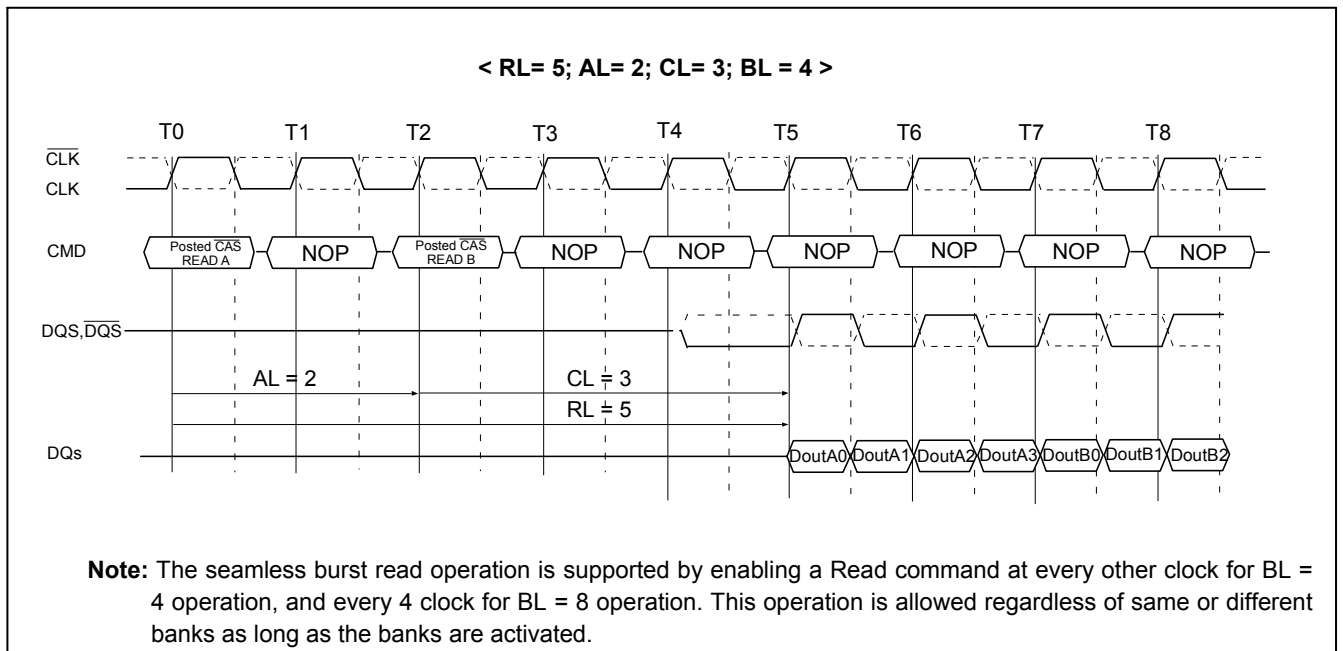 < RL= 5; AL= 2; CL= 3; BL = 4 >
T0 T1 T2 T3 T4 T5 T6 T7 T8
C̅L̅K̅
CLK
CMD
Posted C̅A̅S̅
READ A
NOP
Posted C̅A̅S̅
READ B
NOP NOP NOP NOP NOP NOP
DQS,D̅Q̅S̅
AL = 2
CL = 3
RL = 5
DQs
DoutA0 DoutA1 DoutA2 DoutA3 DoutB0 DoutB1 DoutB2
Note: The seamless burst read operation is supported by enabling a Read command at every other clock for BL =
4 operation, and every 4 clock for BL = 8 operation. This operation is allowed regardless of same or different
banks as long as the banks are activated.